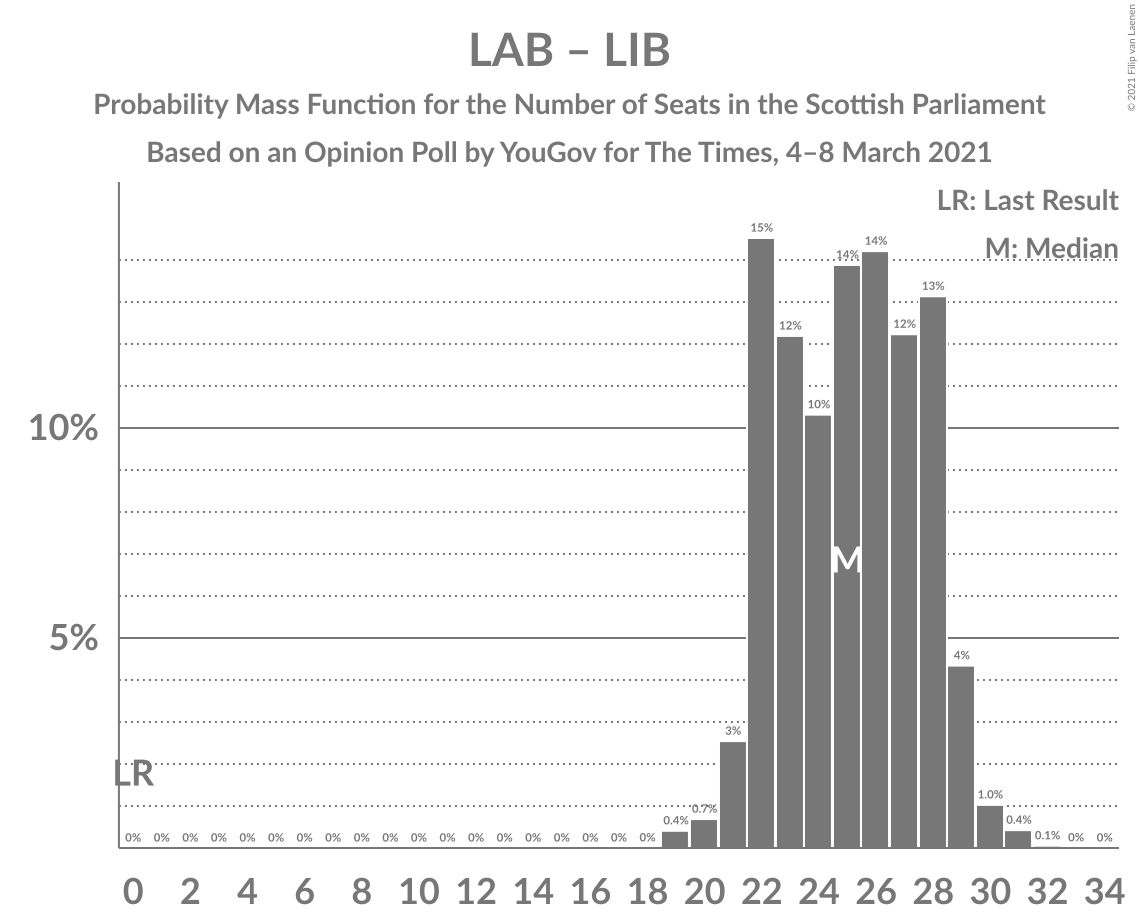 © 2021 Filip van Laenen
LAB – LIB
Probability Mass Function for the Number of Seats in the Scottish Parliament
Based on an Opinion Poll by YouGov for The Times, 4–8 March 2021
LR: Last Result
M: Median
15%
14%
14%
13%
12%
12%
10%
10%
M
5%
4%
3%
LR
1.0%
0.7%
0.4%
0.4%
0% 0% 0% 0% 0% 0% 0% 0% 0% 0% 0% 0% 0% 0% 0% 0% 0% 0% 0% 0.1% 0% 0%
0 2 4 6 8 10 12 14 16 18 20 22 24 26 28 30 32 34